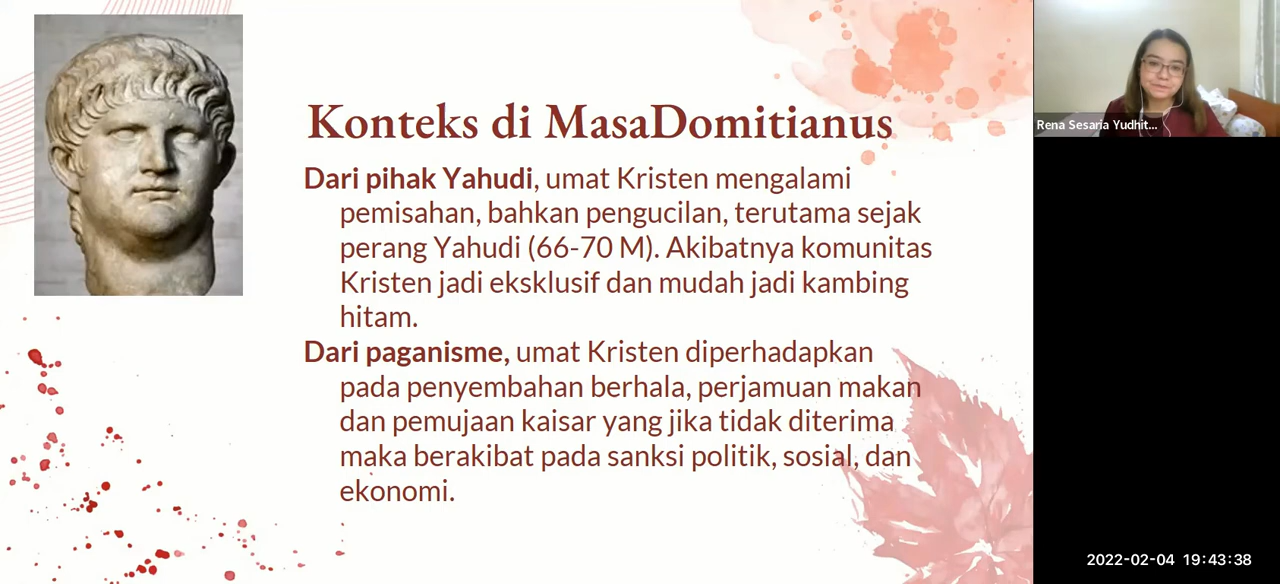 Konteks di MasaDomitianus
Dari pihak Yahudi, umat Kristen mengalami
pemisahan, bahkan pengucilan, terutama sejak
perang Yahudi (66-70 M). Akibatnya komunitas
Kristen jadi eksklusif dan mudah jadi kambing
hitam.
Dari paganisme, umat Kristen diperhadapkan
pada penyembahan berhala, perjamuan makan
dan pemujaan kaisar yang jika tidak diterima
maka berakibat pada sanksi politik, sosial, dan
ekonomi.
Rena Sesaria Yudhit...
2022-02-04 19:43:38